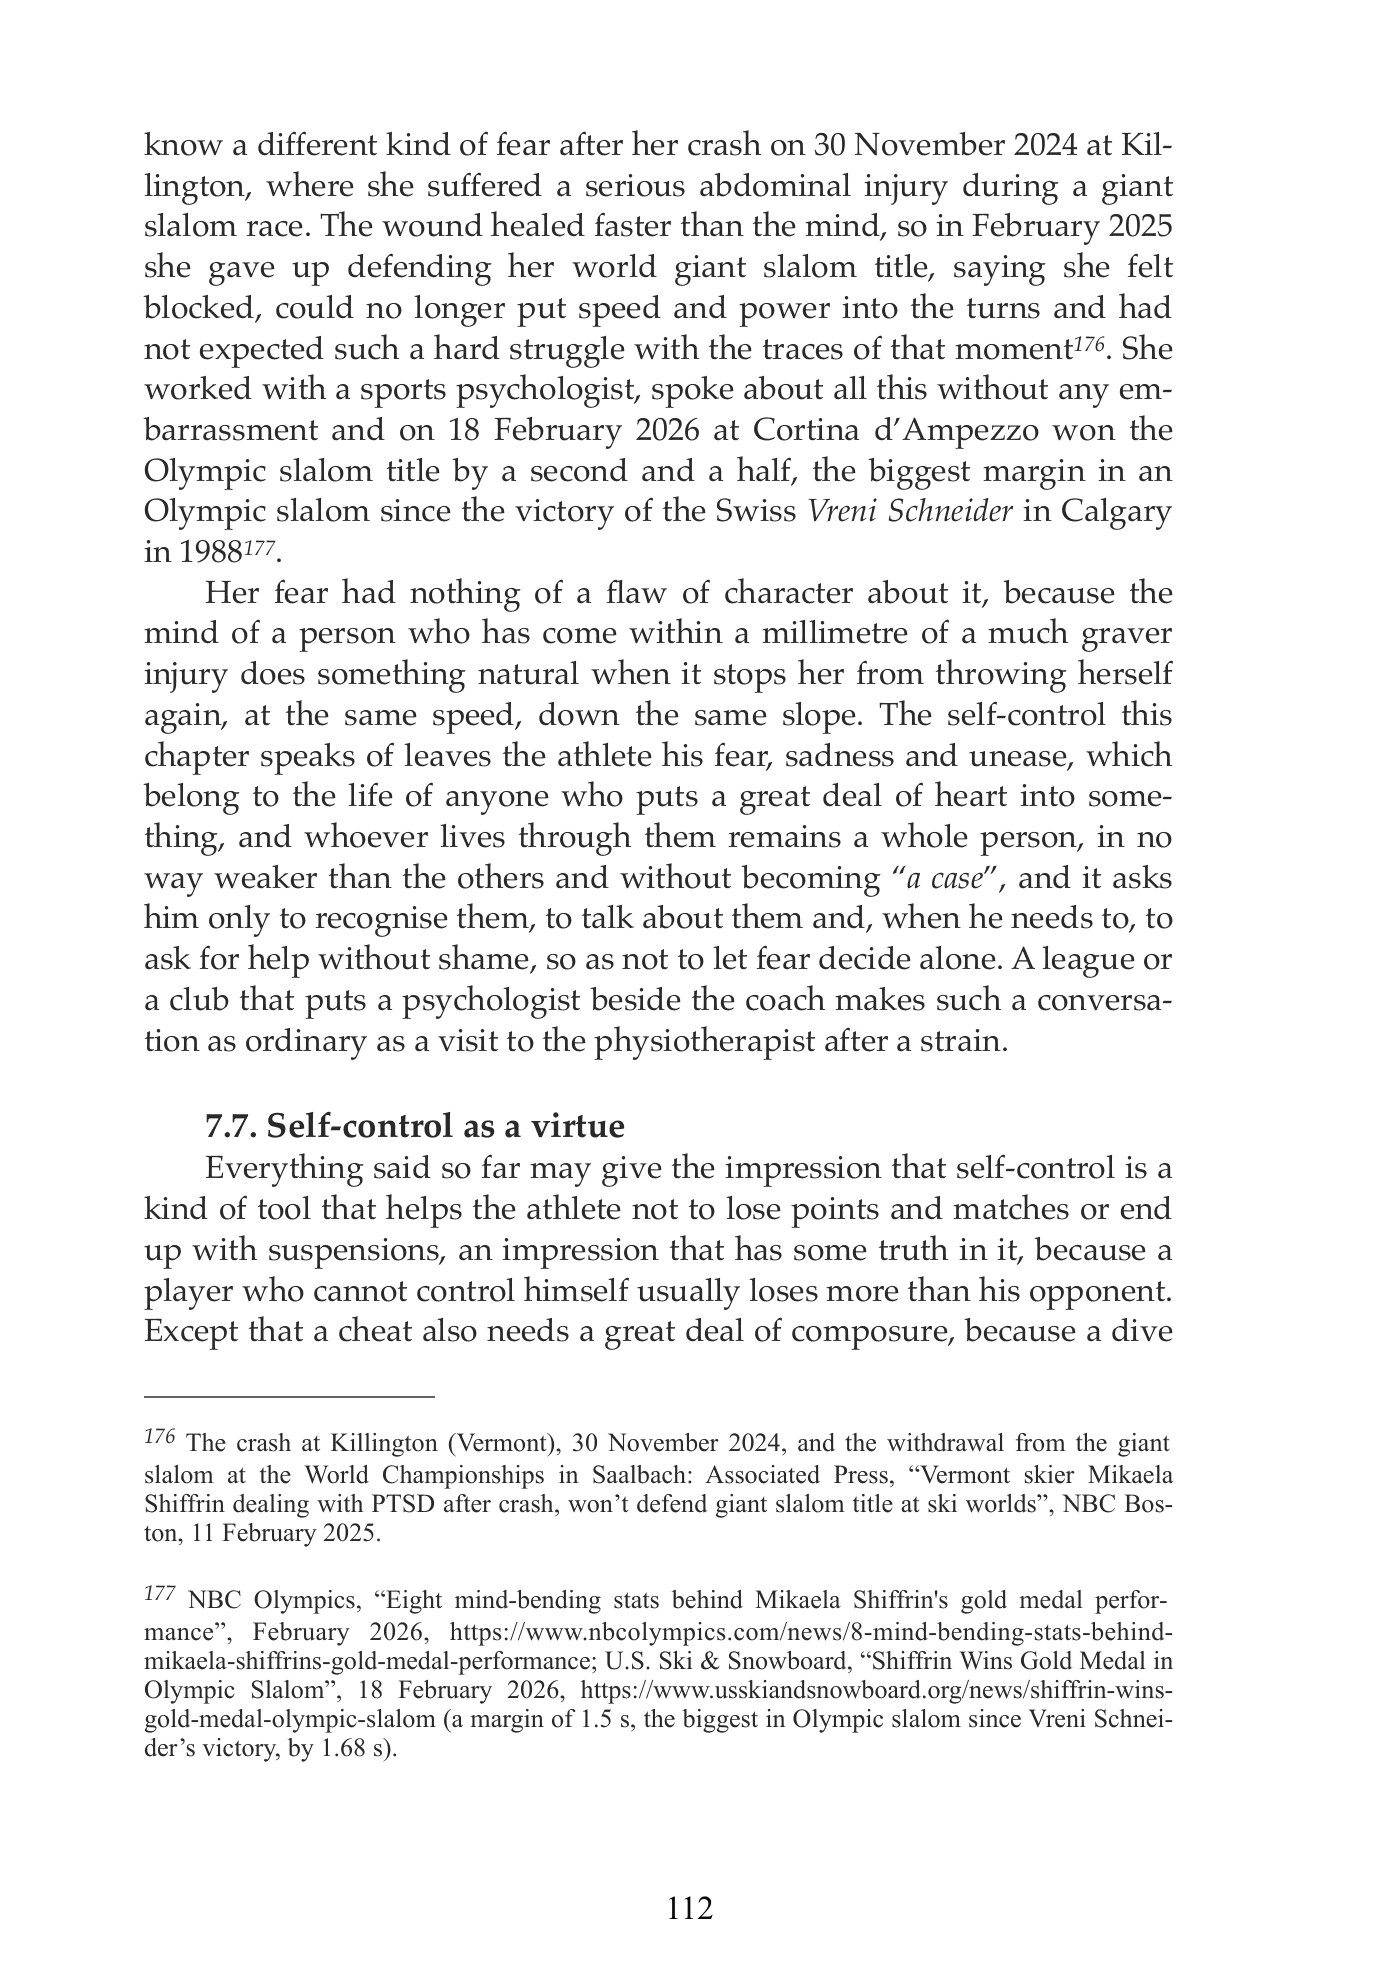 know a different kind of fear after her crash on 30 November 2024 at Kil-
lington, where she suffered a serious abdominal injury during a giant
slalom race. The wound healed faster than the mind, so in February 2025
she gave up defending her world giant slalom title, saying she felt
blocked, could no longer put speed and power into the turns and had
not expected such a hard struggle with the traces of that moment176. She
worked with a sports psychologist, spoke about all this without any em-
barrassment and on 18 February 2026 at Cortina d’Ampezzo won the
Olympic slalom title by a second and a half, the biggest margin in an
Olympic slalom since the victory of the Swiss Vreni Schneider in Calgary
in 1988177.
Her fear had nothing of a flaw of character about it, because the
mind of a person who has come within a millimetre of a much graver
injury does something natural when it stops her from throwing herself
again, at the same speed, down the same slope. The self-control this
chapter speaks of leaves the athlete his fear, sadness and unease, which
belong to the life of anyone who puts a great deal of heart into some-
thing, and whoever lives through them remains a whole person, in no
way weaker than the others and without becoming “a case”, and it asks
him only to recognise them, to talk about them and, when he needs to, to
ask for help without shame, so as not to let fear decide alone. A league or
a club that puts a psychologist beside the coach makes such a conversa-
tion as ordinary as a visit to the physiotherapist after a strain.
7.7. Self-control as a virtue
Everything said so far may give the impression that self-control is a
kind of tool that helps the athlete not to lose points and matches or end
up with suspensions, an impression that has some truth in it, because a
player who cannot control himself usually loses more than his opponent.
Except that a cheat also needs a great deal of composure, because a dive
176 The crash at Killington (Vermont), 30 November 2024, and the withdrawal from the giant
slalom at the World Championships in Saalbach: Associated Press, “Vermont skier Mikaela
Shiffrin dealing with PTSD after crash, won’t defend giant slalom title at ski worlds”, NBC Bos-
ton, 11 February 2025.
177 NBC Olympics, “Eight mind-bending stats behind Mikaela Shiffrin's gold medal perfor-
mance”, February 2026, https://www.nbcolympics.com/news/8-mind-bending-stats-behind-
mikaela-shiffrins-gold-medal-performance; U.S. Ski & Snowboard, “Shiffrin Wins Gold Medal in
Olympic Slalom”, 18 February 2026, https://www.usskiandsnowboard.org/news/shiffrin-wins-
gold-medal-olympic-slalom (a margin of 1.5 s, the biggest in Olympic slalom since Vreni Schnei-
der’s victory, by 1.68 s).
112